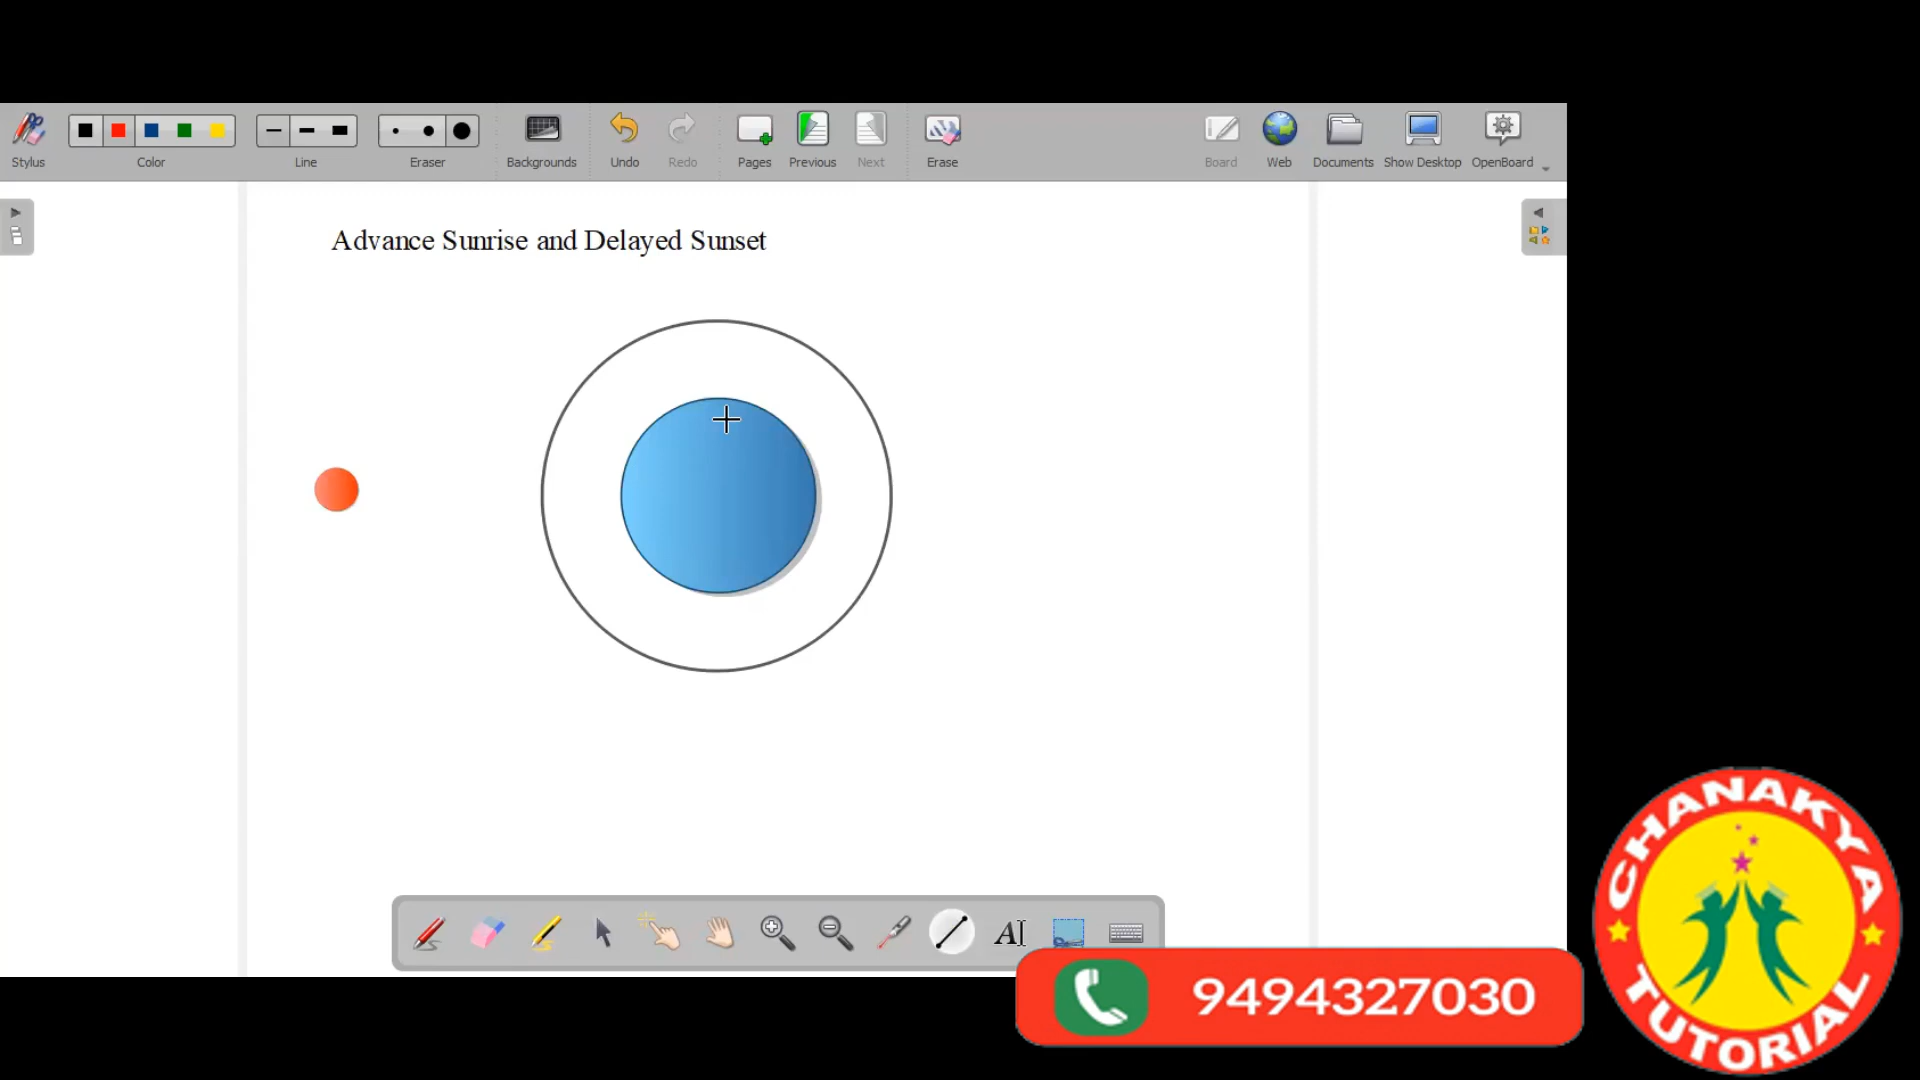 Stylus
Color
Line
Eraser
Backgrounds
Undo
Redo
Pages
Previous
Next
Erase
Board
Web
Documents
Show Desktop
OpenBoard
Advance Sunrise and Delayed Sunset
AI
9494327030
CHANAKYA
TUTORIAL